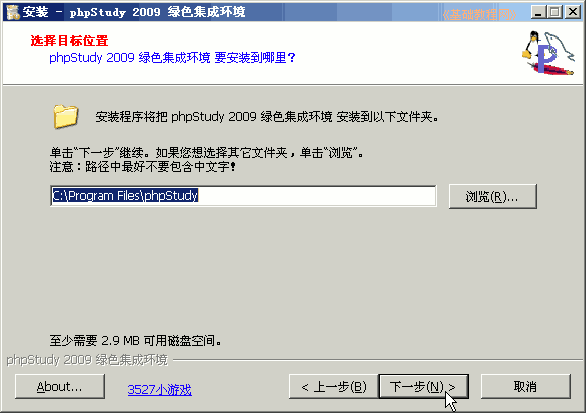 安装 - phpStudy 2009 绿色集成环境
选择目标位置
phpStudy 2009 绿色集成环境 要安装到哪里？
P
安装程序将把 phpStudy 2009 绿色集成环境 安装到以下文件夹。
单击“下一步”继续。如果您想选择其它文件夹，单击“浏览”。
注意：路径中最好不要包含中文字！
C:\Program Files\phpStudy
浏览(R)...
至少需要 2.9 MB 可用磁盘空间。
phpStudy 2009 绿色集成环境
About...
3527小游戏
< 上一步(B)
下一步(N) >
取消